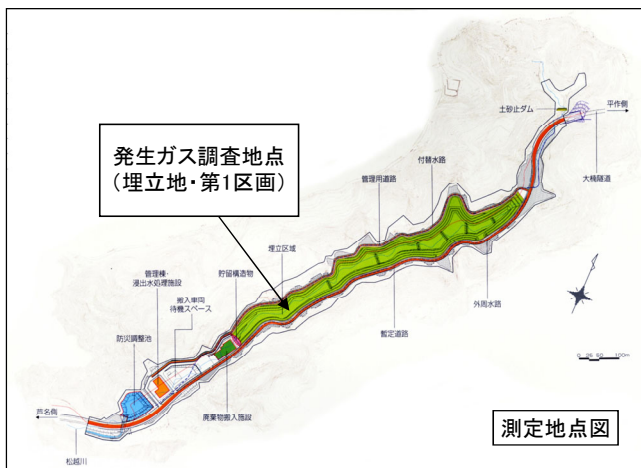 土砂止ダム
平作側
大楠隧道
発生ガス調査地点
(埋立地・第1区画)
付替水路
管理用道路
埋立区域
貯留構造物
管理棟・
浸出水処理施設
搬入車両
待機スペース
防災調整池
外周水路
暫定道路
0 25 50 100m
芦名側
廃棄物搬入施設
松越川
測定地点図